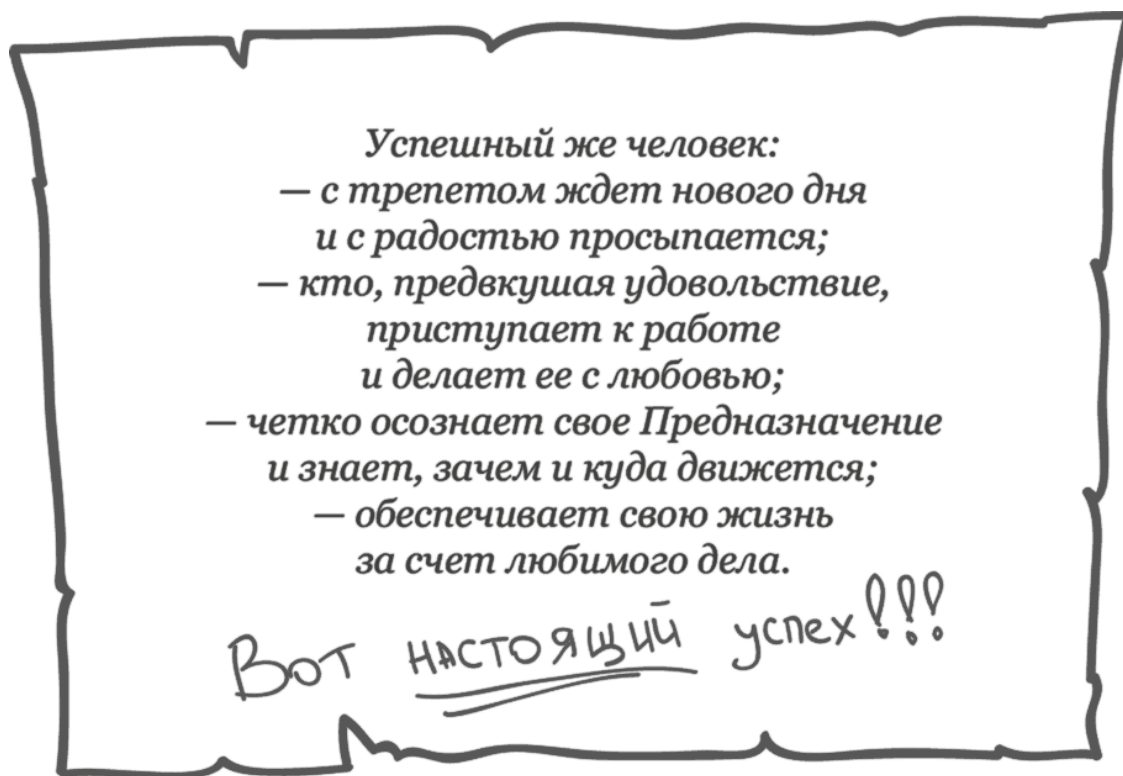 Успешный же человек:
— с трепетом ждет нового дня
и с радостью просыпается;
— кто, предвкушая удовольствие,
приступает к работе
и делает ее с любовью;
— четко осознает свое Предназначение
и знает, зачем и куда движется;
— обеспечивает свою жизнь
за счет любимого дела.
Вот настоящий успех!!!